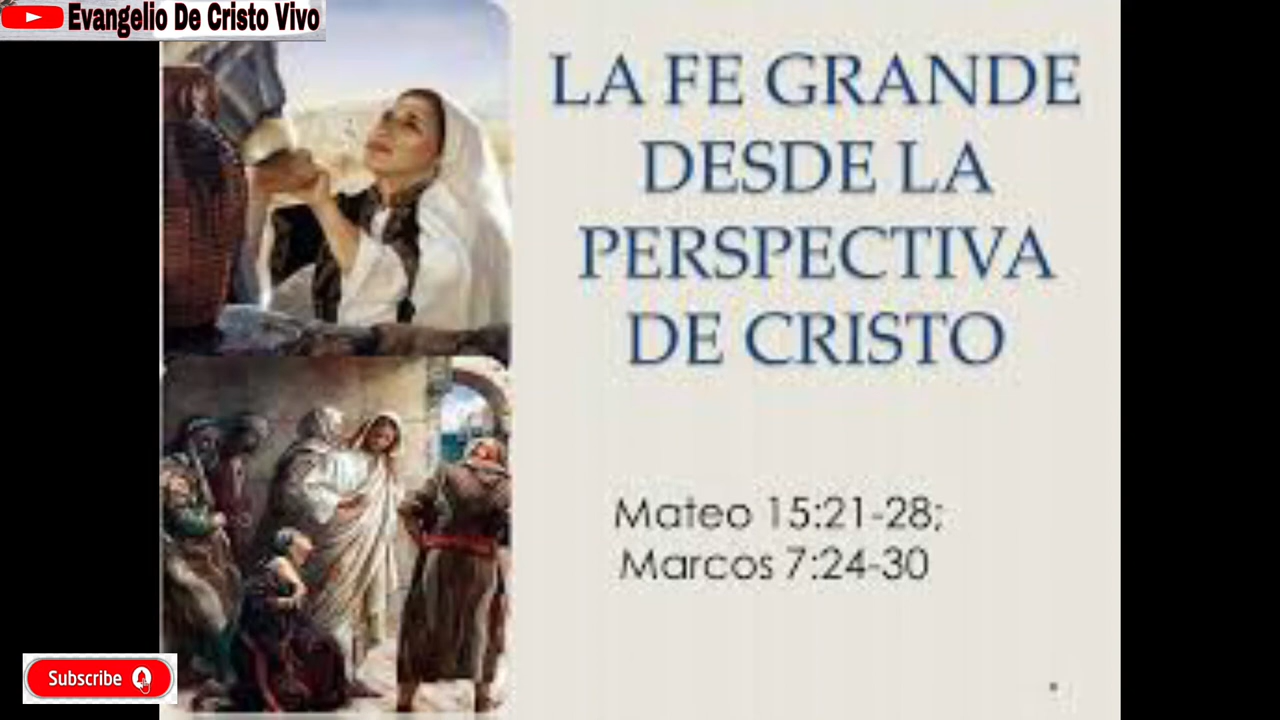 Evangelio De Cristo Vivo
LA FE GRANDE
DESDE LA
PERSPECTIVA
DE CRISTO
Mateo 15:21-28;
Marcos 7:24-30
Subscribe